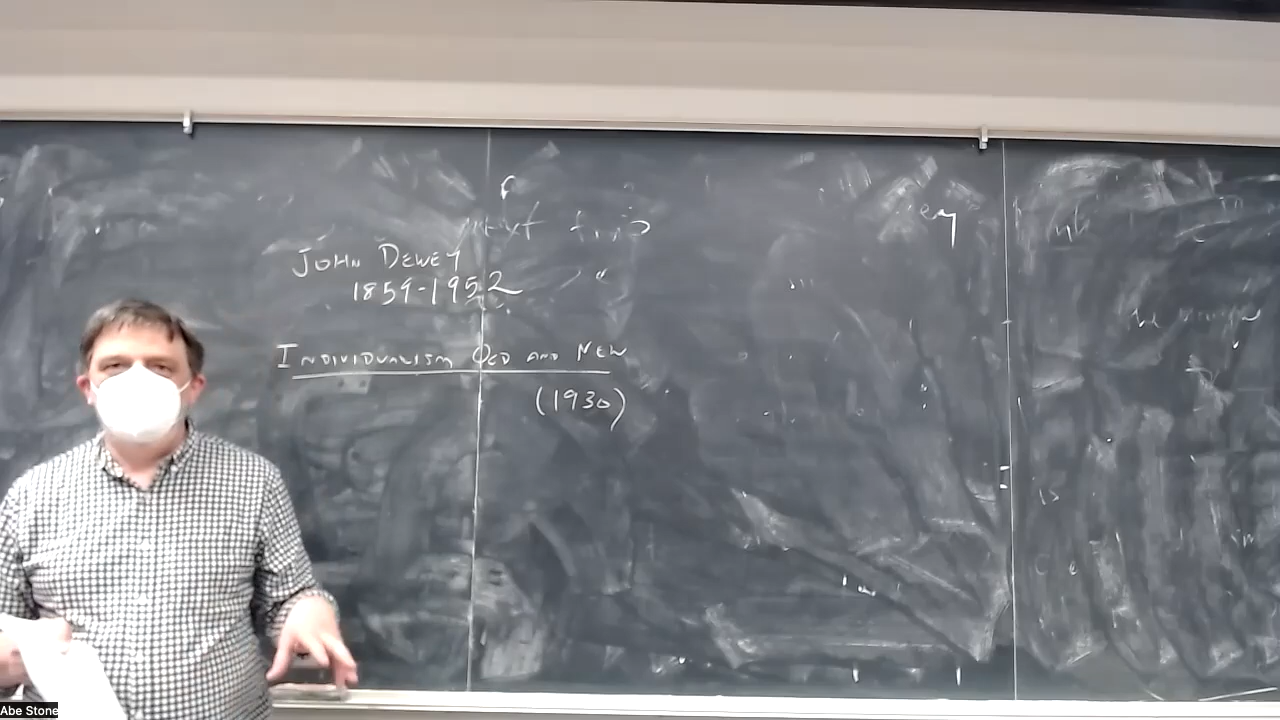 JOHN DEWEY
1859-1952
INDIVIDUALISM OLD AND NEW
(1930)
Abe Stone